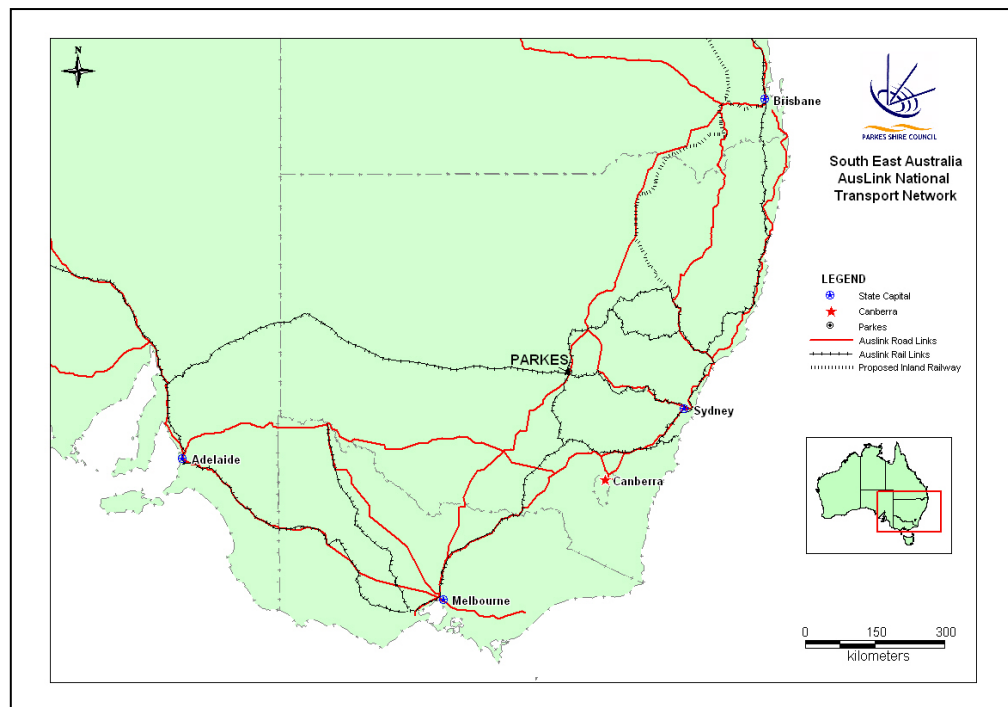 N
Brisbane
PARKES SHIRE COUNCIL
South East Australia
AusLink National
Transport Network
LEGEND
State Capital
Canberra
Parkes
Auslink Road Links
Auslink Rail Links
Proposed Inland Railway
PARKES
Sydney
Adelaide
Canberra
Melbourne
0 150 300
kilometers